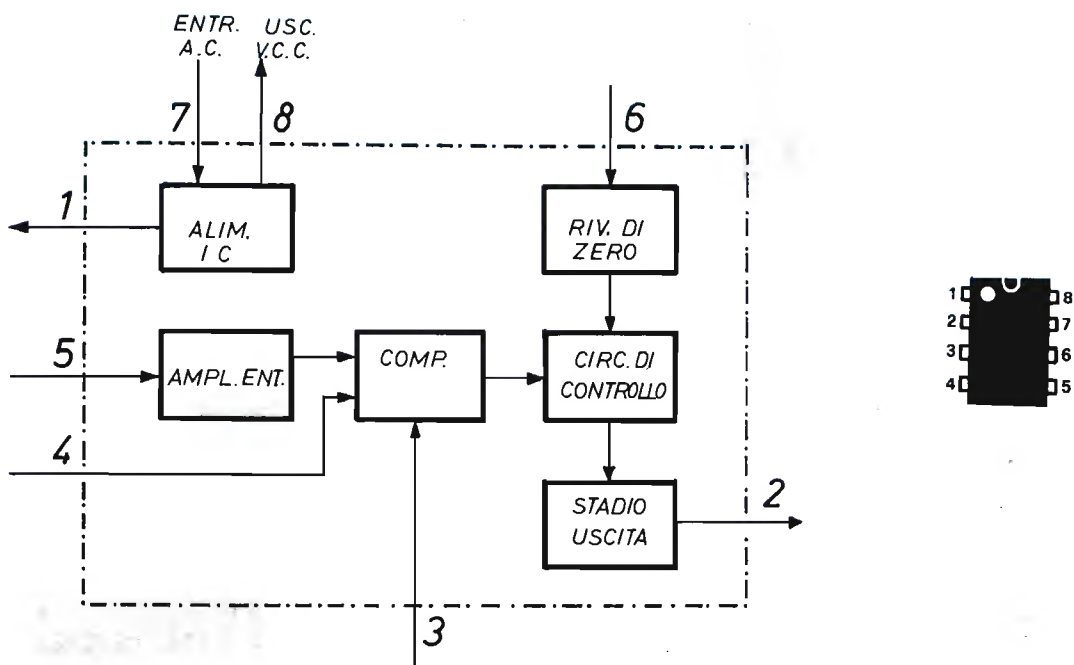 ENTR. USC.
A.C. V.C.C.
7 8 6
1
ALIM.
IC
RIV. DI
ZERO
5
AMPL. ENT.
COMP.
CIRC. DI
CONTROLLO
4
STADIO
USCITA
2
3
1 8
2 7
3 6
4 5